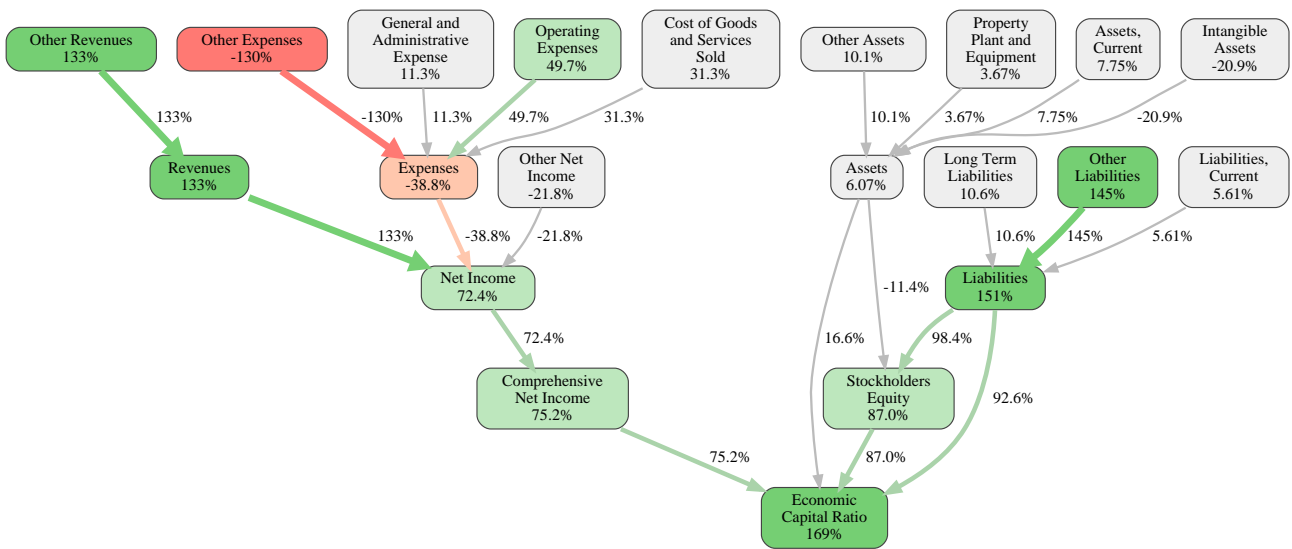 Other Revenues
133%
Other Expenses
-130%
General and
Administrative
Expense
11.3%
Operating
Expenses
49.7%
Cost of Goods
and Services
Sold
31.3%
Other Assets
10.1%
Property
Plant and
Equipment
3.67%
Assets,
Current
7.75%
Intangible
Assets
-20.9%
133%
-130%
11.3%
49.7%
31.3%
10.1%
3.67%
7.75%
-20.9%
Revenues
133%
Expenses
-38.8%
Other Net
Income
-21.8%
Assets
6.07%
Long Term
Liabilities
10.6%
Other
Liabilities
145%
Liabilities,
Current
5.61%
133%
-38.8%
-21.8%
10.6%
145%
5.61%
Net Income
72.4%
Liabilities
151%
-11.4%
72.4%
16.6%
98.4%
Comprehensive
Net Income
75.2%
Stockholders
Equity
87.0%
92.6%
75.2%
87.0%
Economic
Capital Ratio
169%